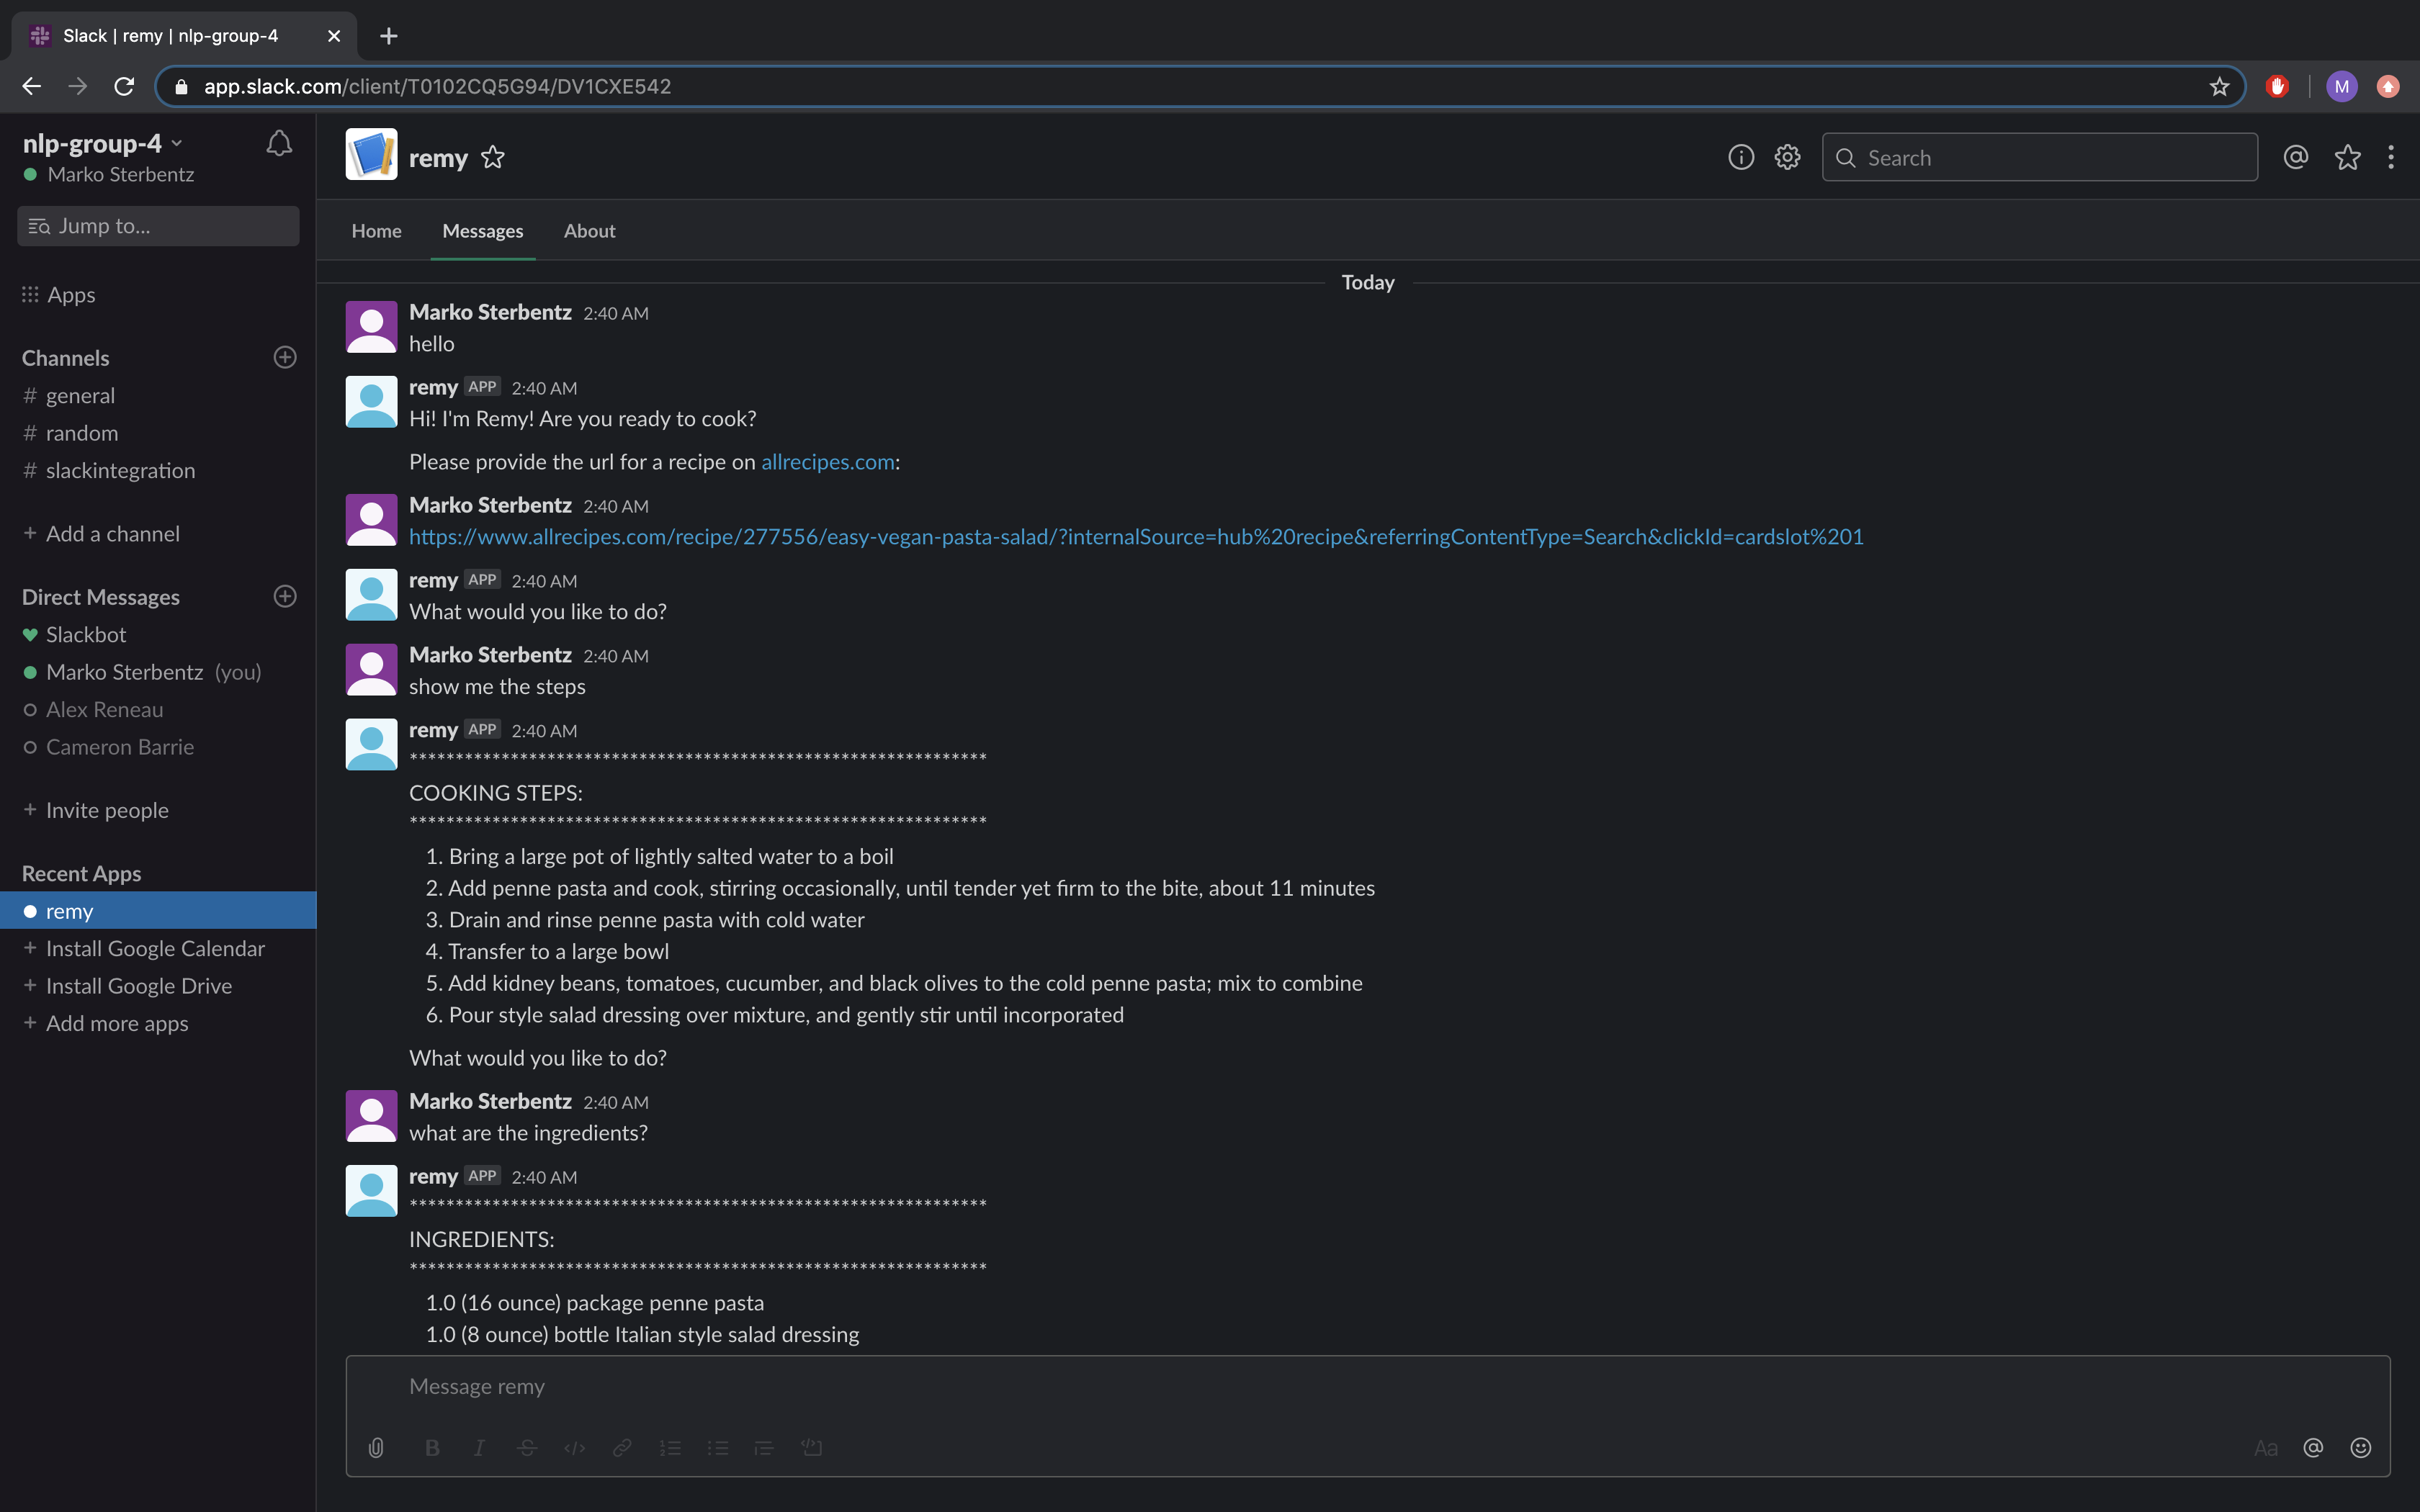 Slack | remy | nlp-group-4
app.slack.com/client/T0102CQ5G94/DV1CXE542
M
nlp-group-4
Marko Sterbentz
Jump to...
Apps
Channels
# general
# random
# slackintegration
+ Add a channel
Direct Messages
Slackbot
Marko Sterbentz (you)
Alex Reneau
Cameron Barrie
+ Invite people
Recent Apps
remy
+ Install Google Calendar
+ Install Google Drive
+ Add more apps
remy
Search
Home Messages About
Today
Marko Sterbentz 2:40 AM
hello
remy APP 2:40 AM
Hi! I'm Remy! Are you ready to cook?
Please provide the url for a recipe on allrecipes.com:
Marko Sterbentz 2:40 AM
https://www.allrecipes.com/recipe/277556/easy-vegan-pasta-salad/?internalSource=hub%20recipe&referringContentType=Search&clickId=cardslot%201
remy APP 2:40 AM
What would you like to do?
Marko Sterbentz 2:40 AM
show me the steps
remy APP 2:40 AM
***************************************************************
COOKING STEPS:
***************************************************************
1. Bring a large pot of lightly salted water to a boil
2. Add penne pasta and cook, stirring occasionally, until tender yet firm to the bite, about 11 minutes
3. Drain and rinse penne pasta with cold water
4. Transfer to a large bowl
5. Add kidney beans, tomatoes, cucumber, and black olives to the cold penne pasta; mix to combine
6. Pour style salad dressing over mixture, and gently stir until incorporated
What would you like to do?
Marko Sterbentz 2:40 AM
what are the ingredients?
remy APP 2:40 AM
***************************************************************
INGREDIENTS:
***************************************************************
1.0 (16 ounce) package penne pasta
1.0 (8 ounce) bottle Italian style salad dressing
Message remy
B I S </> Aa @